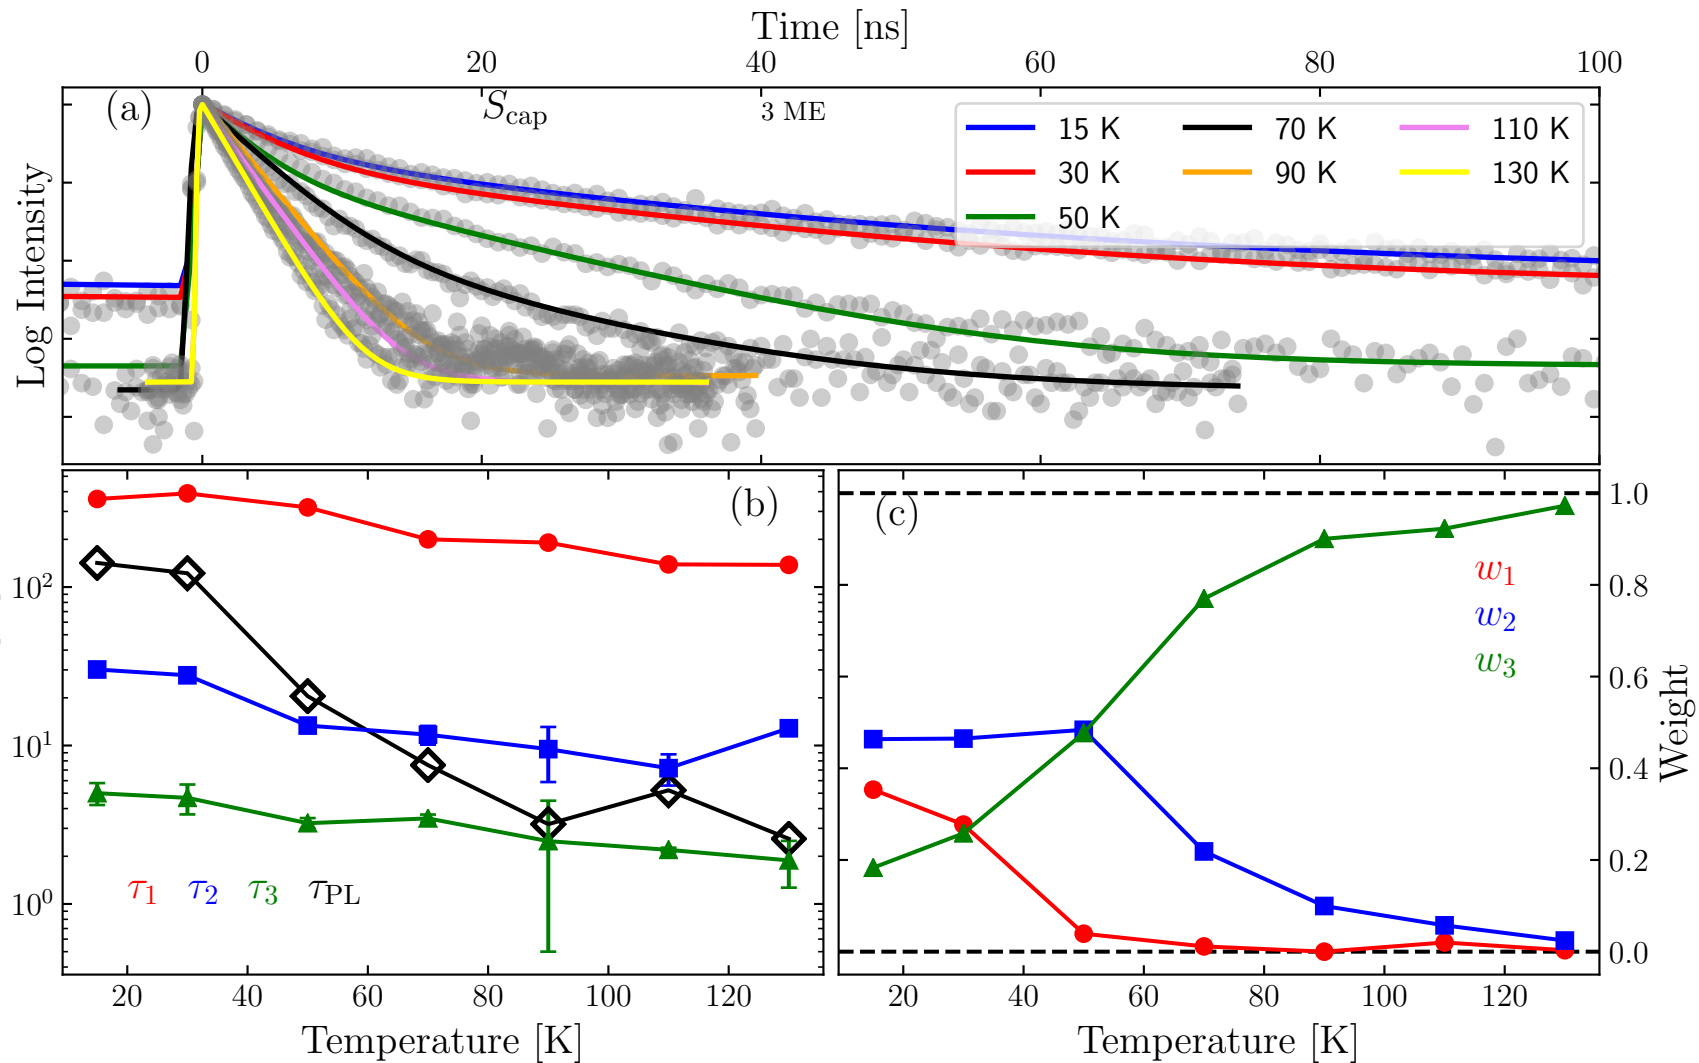 Time [ns]
0 20 40 60 80 100
(a) S_cap 3 ME
15 K 70 K 110 K
30 K 90 K 130 K
50 K
Log Intensity
(b)
10^2
10^1
10^0
τ_1 τ_2 τ_3 τ_PL
20 40 60 80 100 120
Temperature [K]
(c)
w_1
w_2
w_3
1.0
0.8
0.6
0.4
0.2
0.0
Weight
20 40 60 80 100 120
Temperature [K]